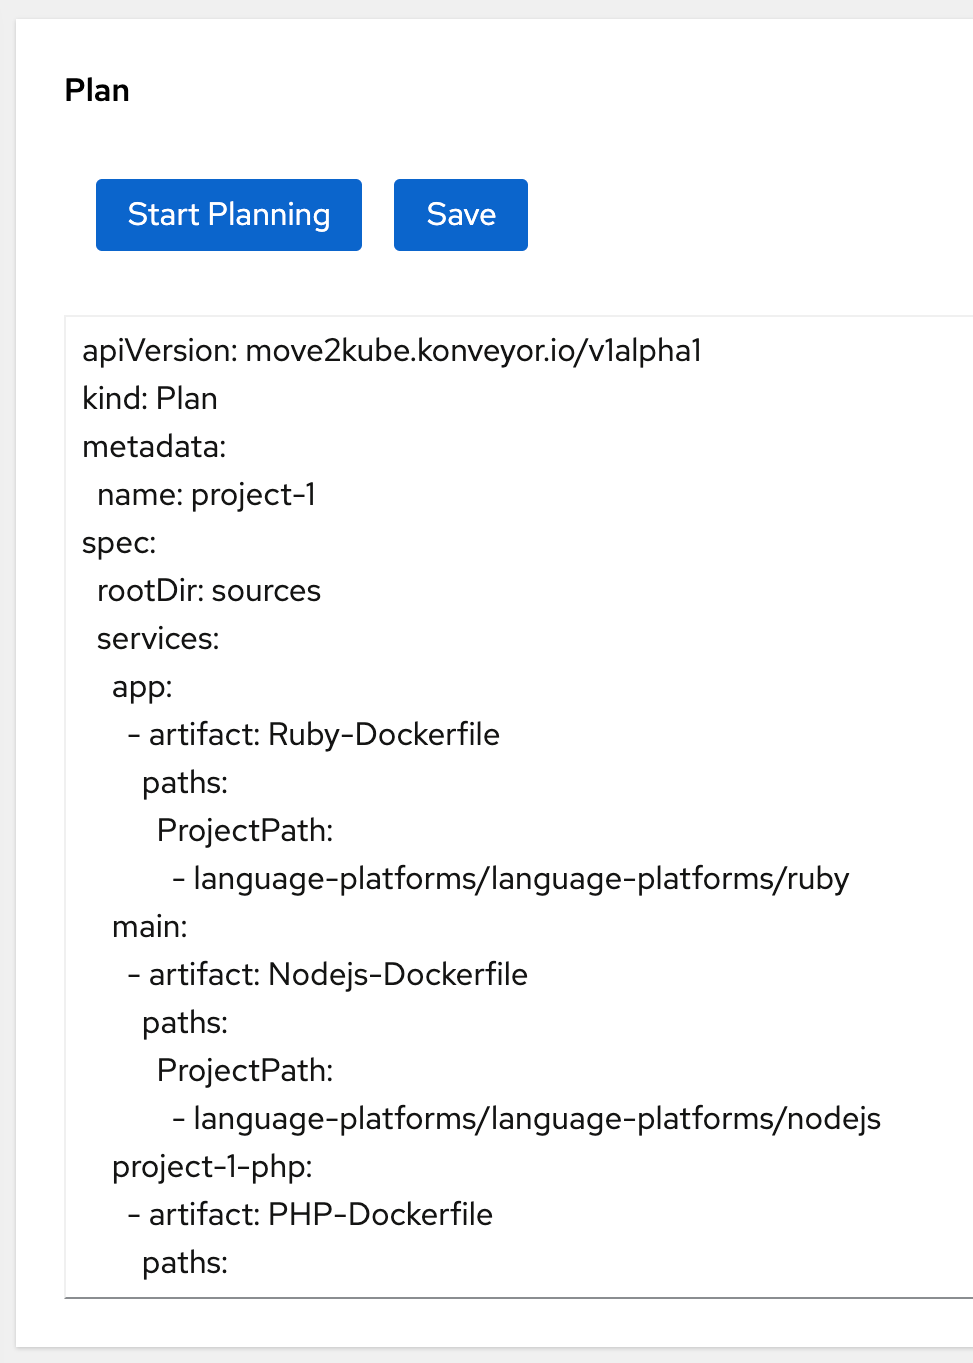 Plan
Start Planning Save
apiVersion: move2kube.konveyor.io/v1alpha1
kind: Plan
metadata:
  name: project-1
spec:
  rootDir: sources
  services:
    app:
      - artifact: Ruby-Dockerfile
        paths:
          ProjectPath:
            - language-platforms/language-platforms/ruby
    main:
      - artifact: Nodejs-Dockerfile
        paths:
          ProjectPath:
            - language-platforms/language-platforms/nodejs
    project-1-php:
      - artifact: PHP-Dockerfile
        paths: